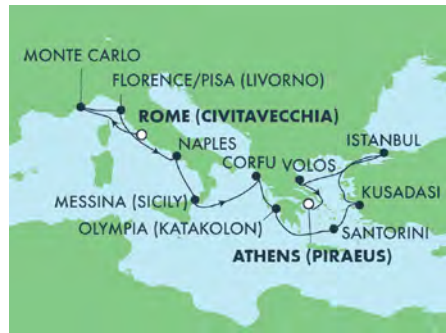 MONTE CARLO
FLORENCE/PISA (LIVORNO)
ROME (CIVITAVECCHIA)
NAPLES
ISTANBUL
CORFU
VOLOS
KUSADASI
MESSINA (SICILY)
OLYMPIA (KATAKOLON)
SANTORINI
ATHENS (PIRAEUS)